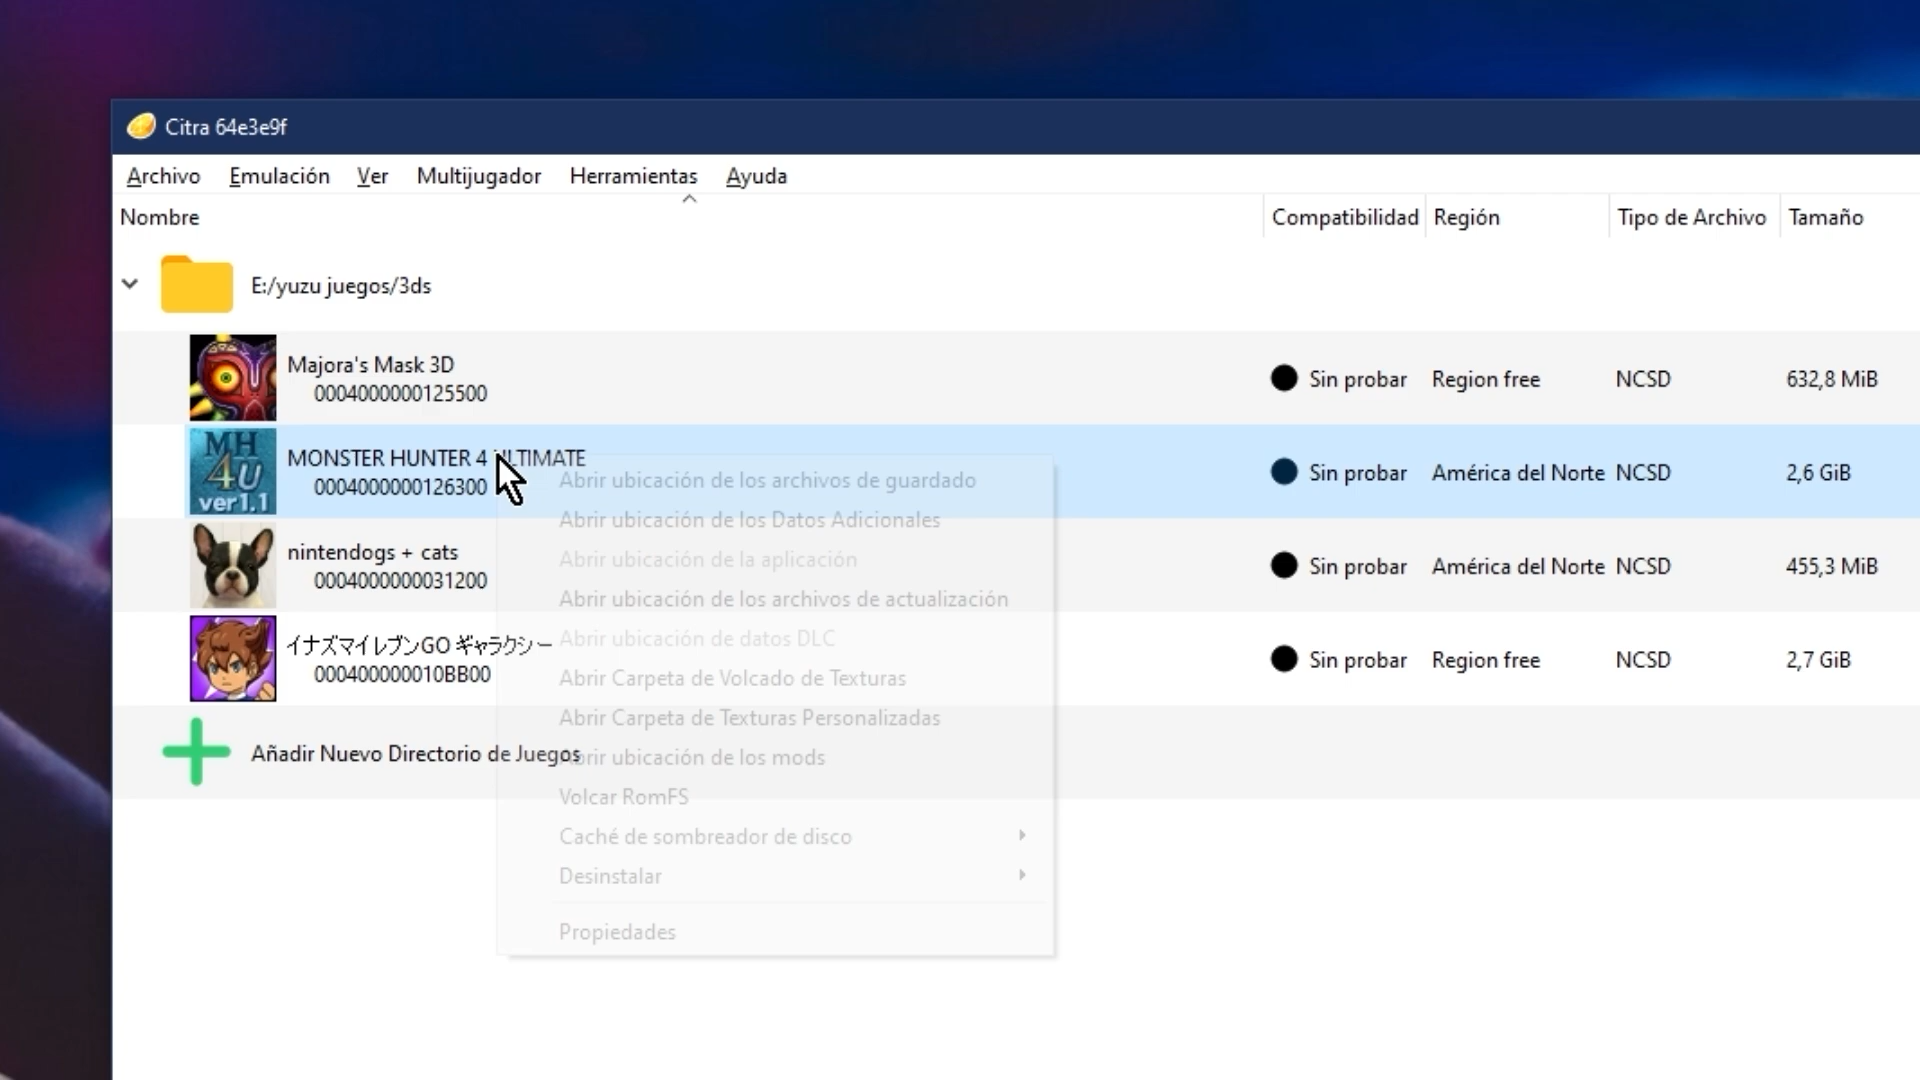 Citra 64e3e9f
Archivo Emulación Ver Multijugador Herramientas Ayuda
Nombre Compatibilidad Región Tipo de Archivo Tamaño
E:/yuzu juegos/3ds
Majora's Mask 3D
0004000000125500
Sin probar Region free NCSD 632,8 MiB
MH
4U
ver1.1
MONSTER HUNTER 4 ULTIMATE
0004000000126300
Sin probar América del Norte NCSD 2,6 GiB
nintendogs + cats
0004000000031200
Sin probar América del Norte NCSD 455,3 MiB
イナズマイレブンGO ギャラクシー
000400000010BB00
Sin probar Region free NCSD 2,7 GiB
Añadir Nuevo Directorio de Juegos
Abrir ubicación de los archivos de guardado
Abrir ubicación de los Datos Adicionales
Abrir ubicación de la aplicación
Abrir ubicación de los archivos de actualización
Abrir ubicación de datos DLC
Abrir Carpeta de Volcado de Texturas
Abrir Carpeta de Texturas Personalizadas
Abrir ubicación de los mods
Volcar RomFS
Caché de sombreador de disco
Desinstalar
Propiedades